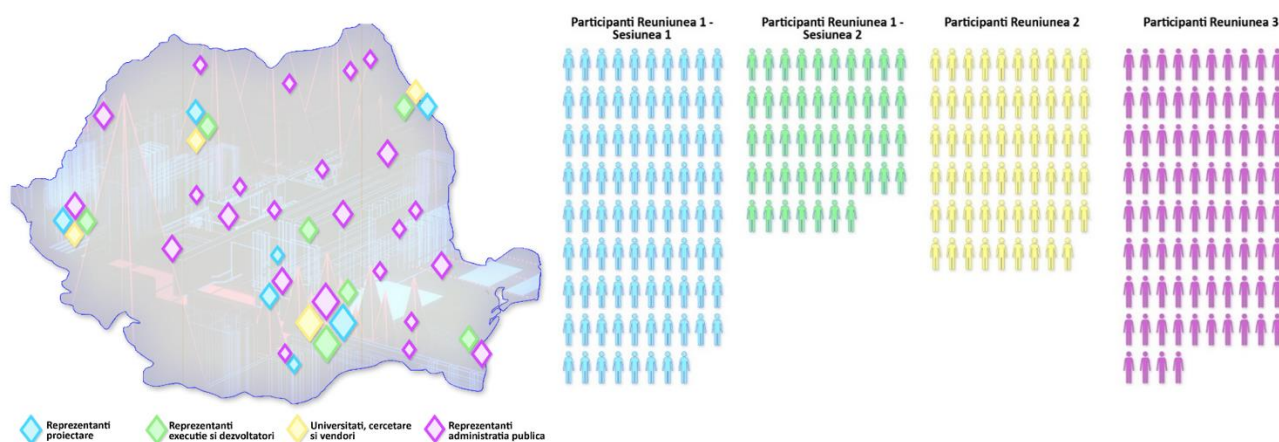 Participanti Reuniunea 1 -
Sesiunea 1
Participanti Reuniunea 1 -
Sesiunea 2
Participanti Reuniunea 2
Participanti Reuniunea 3
Reprezentanti
proiectare
Reprezentanti
executie si dezvoltatori
Universitati, cercetare
si vendori
Reprezentanti
administratia publica